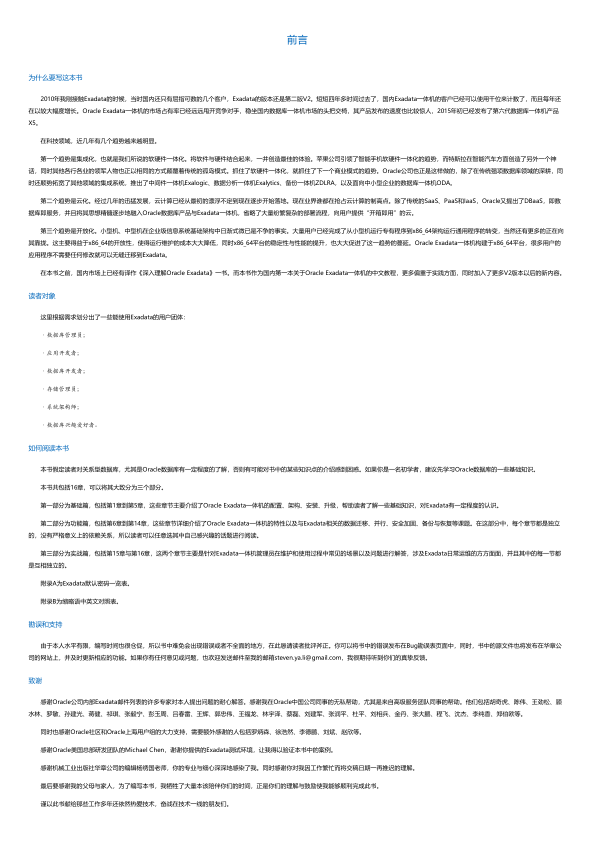 前言
为什么要写这本书
2010年我刚接触Exadata的时候，当时国内还只有屈指可数的几个客户，Exadata的版本还是第二版V2。短短四年多时间过去了，国内Exadata一体机的客户已经可以使用千位来计数了，而且每年还
在以较大幅度增长。Oracle Exadata一体机的市场占有率已经远远甩开竞争对手，稳坐国内数据库一体机市场的头把交椅，其产品发布的速度也比较惊人，2015年初已经发布了第六代数据库一体机产品
X5。
在科技领域，近几年有几个趋势越来越明显。
第一个趋势是集成化，也就是我们所说的软硬件一体化。将软件与硬件结合起来，一并创造最佳的体验。苹果公司引领了智能手机软硬件一体化的趋势，而特斯拉在智能汽车方面创造了另外一个神
话，同时其他各行各业的领军人物也正以相同的方式颠覆着传统的孤岛模式。抓住了软硬件一体化，就抓住了下一个商业模式的趋势。Oracle公司也正是这样做的，除了在传统强项数据库领域的深耕，同
时还顺势拓宽了其他领域的集成系统，推出了中间件一体机Exalogic、数据分析一体机Exalytics、备份一体机ZDLRA、以及面向中小型企业的数据库一体机ODA。
第二个趋势是云化。经过几年的迅猛发展，云计算已经从最初的漂浮不定到现在逐步开始落地。现在业界谁都在抢占云计算的制高点。除了传统的SaaS、PaaS和IaaS，Oracle又提出了DBaaS，即数
据库即服务，并日将其思想精髓逐步地融入Oracle数据库产品与Exadata一体机，省略了大量纷繁复杂的部署流程，向用户提供“开箱即用”的云。
第三个趋势是开放化。小型机、中型机在企业级信息系统基础架构中日渐式微已是不争的事实。大量用户已经完成了从小型机运行专有程序到x86_64架构运行通用程序的转变，当然还有更多的正在向
其靠拢。这主要得益于x86_64的开放性，使得运行维护的成本大大降低，同时x86_64平台的稳定性与性能的提升，也大大促进了这一趋势的蔓延。Oracle Exadata一体机构建于x86_64平台，很多用户的
应用程序不需要任何修改就可以无缝迁移到Exadata。
在本书之前，国内市场上已经有译作《深入理解Oracle Exadata》一书。而本书作为国内第一本关于Oracle Exadata一体机的中文教程，更多偏重于实践方面，同时加入了更多V2版本以后的新内容。
读者对象
这里根据需求划分出了一些能使用Exadata的用户团体：
· 数据库管理员；
· 应用开发者；
· 数据库开发者；
· 存储管理员；
· 系统架构师；
· 数据库兴趣爱好者。
如何阅读本书
本书假定读者对关系型数据库，尤其是Oracle数据库有一定程度的了解，否则有可能对书中的某些知识点的介绍感到困惑。如果你是一名初学者，建议先学习Oracle数据库的一些基础知识。
本书共包括16章，可以将其大致分为三个部分。
第一部分为基础篇，包括第1章到第5章，这些章节主要介绍了Oracle Exadata一体机的配置、架构、安装、升级，帮助读者了解一些基础知识，对Exadata有一定程度的认识。
第二部分为功能篇，包括第6章到第14章，这些章节详细介绍了Oracle Exadata一体机的特性以及与Exadata相关的数据迁移、并行、安全加固、备份与恢复等课题。在这部分中，每个章节都是独立
的，没有严格意义上的依赖关系，所以读者可以任意选其中自己感兴趣的话题进行阅读。
第三部分为实战篇，包括第15章与第16章，这两个章节主要是针对Exadata一体机管理员在维护和使用过程中常见的场景以及问题进行解答，涉及Exadata日常运维的方方面面，并且其中的每一节都
是互相独立的。
附录A为Exadata默认密码一览表。
附录B为缩略语中英文对照表。
勘误和支持
由于本人水平有限，编写时间也很仓促，所以书中难免会出现错误或者不全面的地方，在此恳请读者批评斧正。你可以将书中的错误发布在Bug勘误表页面中，同时，书中的源文件也将发布在华章公
司的网站上，并及时更新相应的功能。如果你有任何意见或问题，也欢迎发送邮件至我的邮箱steven.ya.li@gmail.com，我很期待听到你们的真挚反馈。
致谢
感谢Oracle公司内部Exadata邮件列表的许多专家对本人提出问题的耐心解答。感谢我在Oracle中国公司同事的无私帮助，尤其是来自高级服务团队同事的帮助。他们包括胡奇虎、陈伟、王劲松、顾
水林、罗敏、孙建光、蒋健、祁琪、张毅宁、彭玉周、吕春雷、王辉、郭忠伟、王福龙、林宇泽、蔡磊、刘建军、张润平、杜平、刘相兵、金丹、张大鹏、程飞、沈杰、李纯香、郑伯欧等。
同时也感谢Oracle社区和Oracle上海用户组的大力支持，需要额外感谢的人包括罗炳森、徐浩然、李德鹏、刘斌、赵欣等。
感谢Oracle美国总部研发团队的Michael Chen，谢谢你提供的Exadata测试环境，让我得以验证本书中的案例。
感谢机械工业出版社华章公司的编辑杨绣国老师，你的专业与细心深深地感染了我。同时感谢你对我因工作繁忙而将交稿日期一再推迟的理解。
最后要感谢我的父母与家人，为了编写本书，我牺牲了大量本该陪伴你们的时间，正是你们的理解与鼓励使我能够顺利完成此书。
谨以此书献给那些工作多年还依然热爱技术、奋战在技术一线的朋友们。